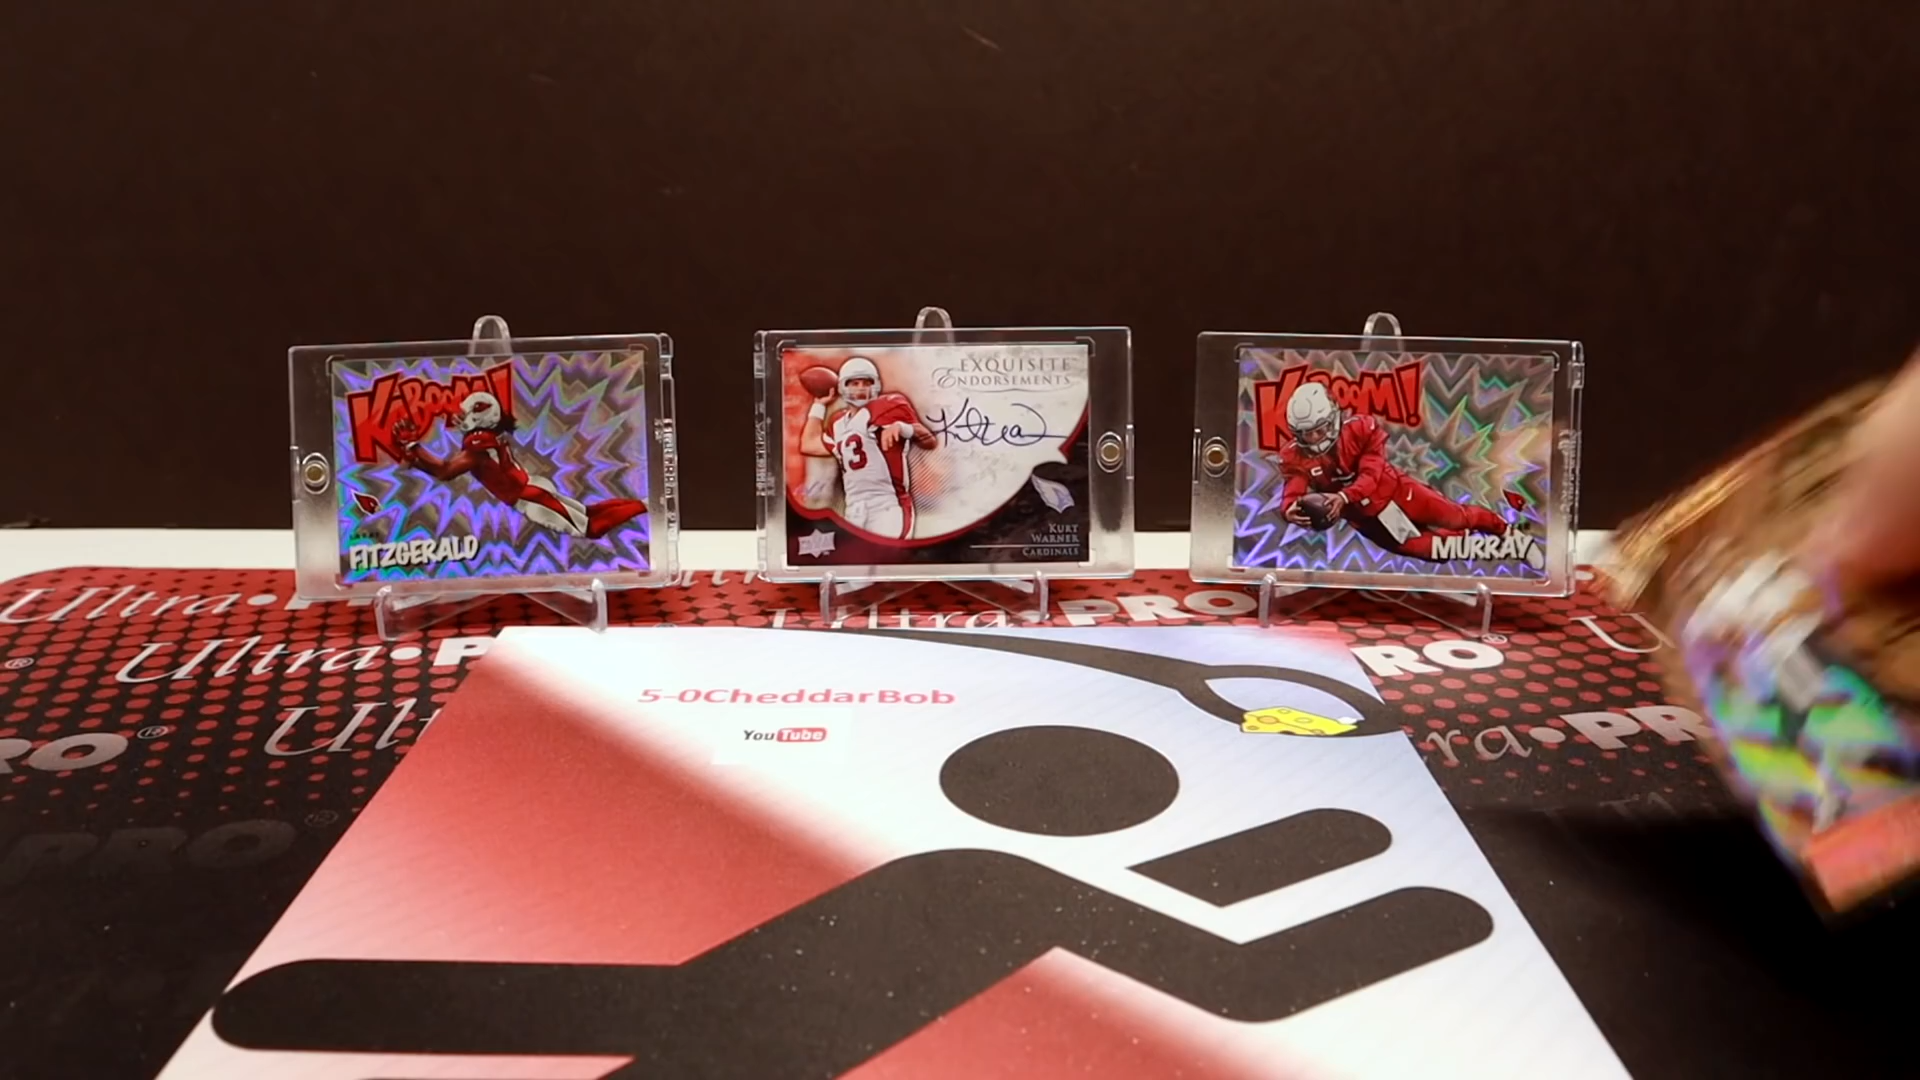 KABOOM!
FITZGERALD
EXQUISITE
ENDORSEMENTS
13
KURT
WARNER
CARDINALS
KABOOM!
MURRAY
Ultra•PRO®
Ultra•PRO
Ultra•PRO®
5-0CheddarBob
YouTube